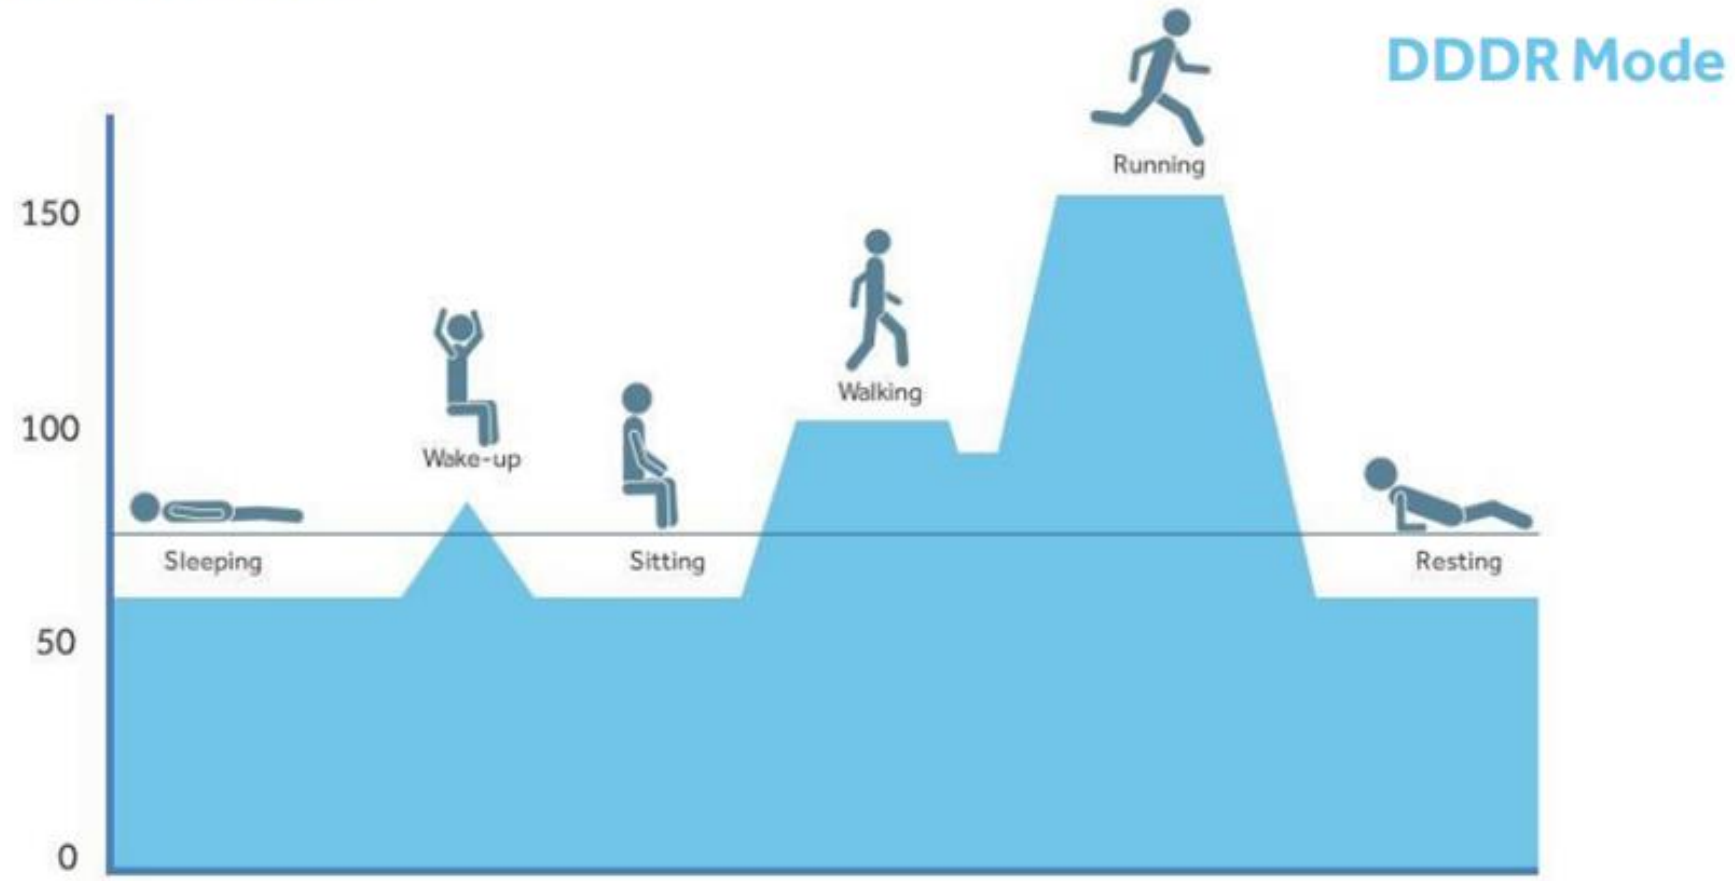 DDDR Mode
Running
150
Walking
100
Wake-up
Sleeping
Sitting
Resting
50
0